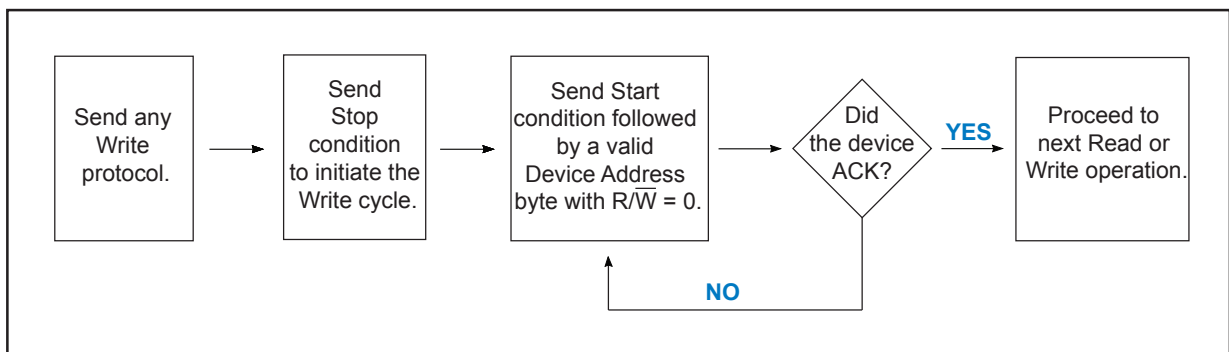 Send any
Write
protocol.
Send
Stop
condition
to initiate the
Write cycle.
Send Start
condition followed
by a valid
Device Address
byte with R/W̅ = 0.
Did
the device
ACK?
YES
Proceed to
next Read or
Write operation.
NO